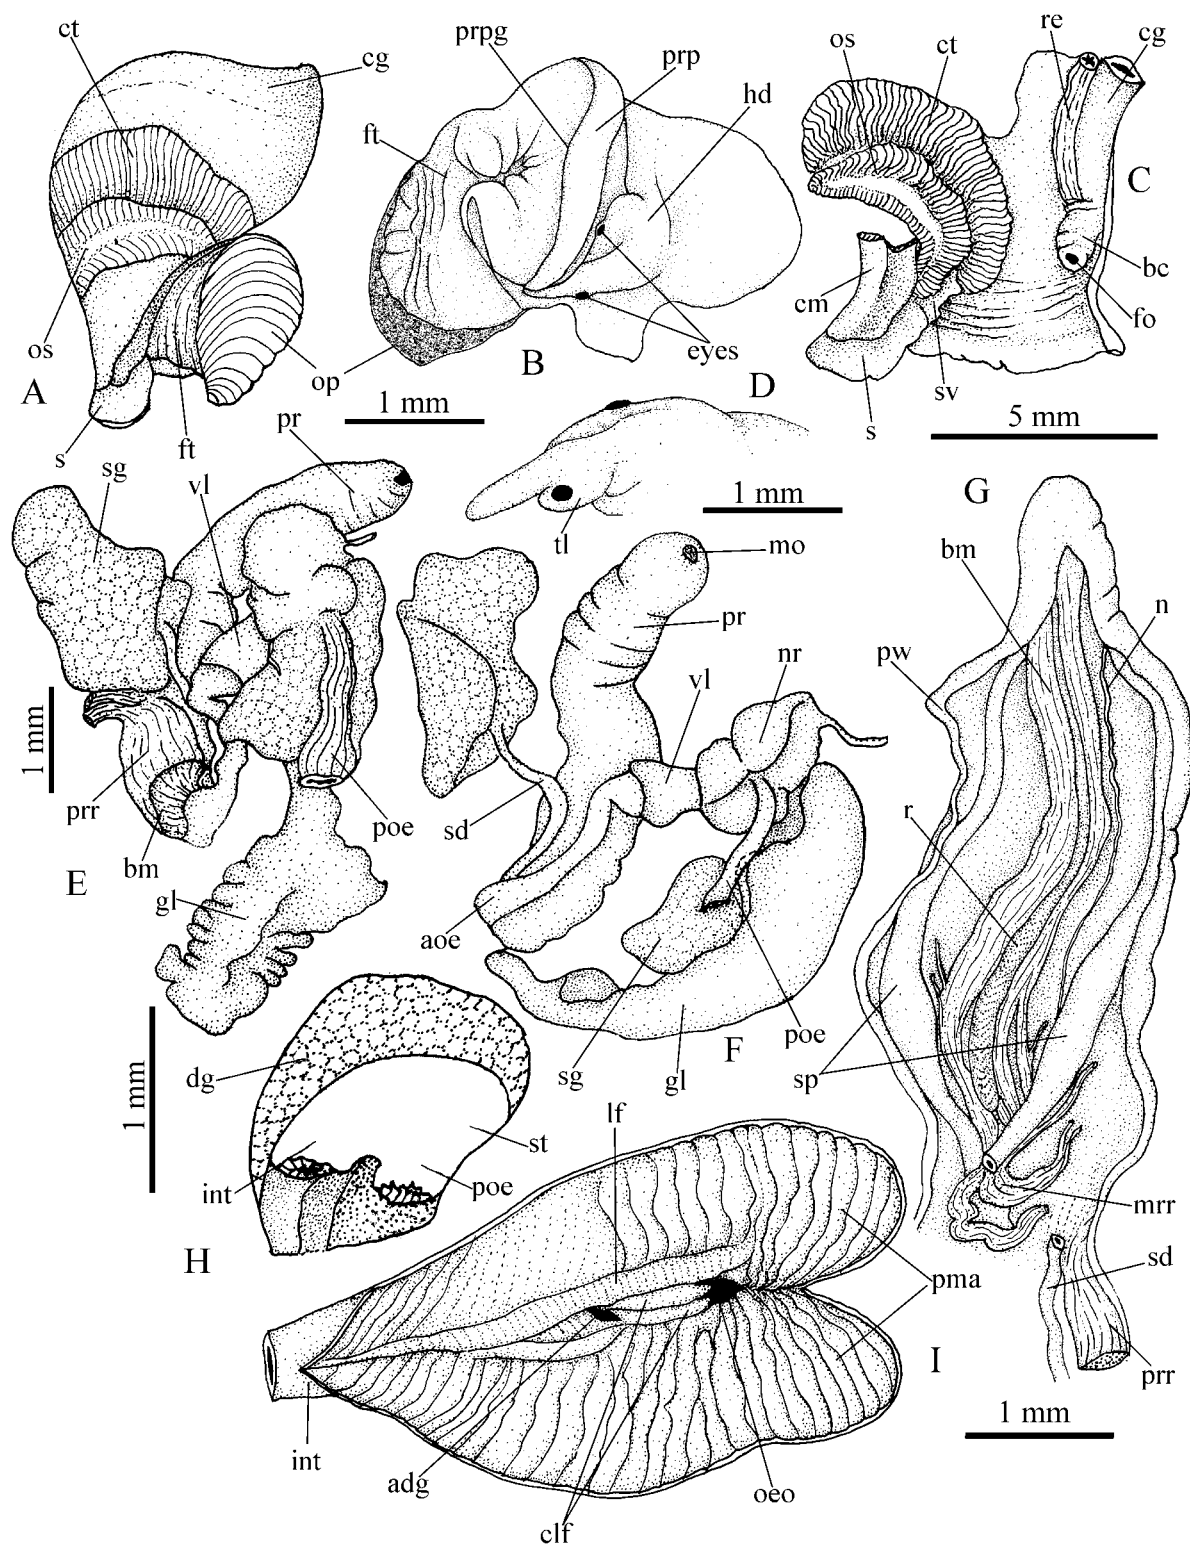 ct
cg
os
s
ft
op
A
prpg
prp
hd
ft
eyes
B
1 mm
re
cg
os
ct
C
cm
bc
fo
s
sv
5 mm
D
tl
1 mm
sg
vl
pr
1 mm
prr
bm
poe
gl
E
mo
pr
nr
vl
sd
aoe
sg
gl
poe
F
G
bm
n
pw
r
sp
mrr
sd
prr
1 mm
1 mm
dg
st
int
poe
H
lf
pma
I
int
adg
clf
oeo